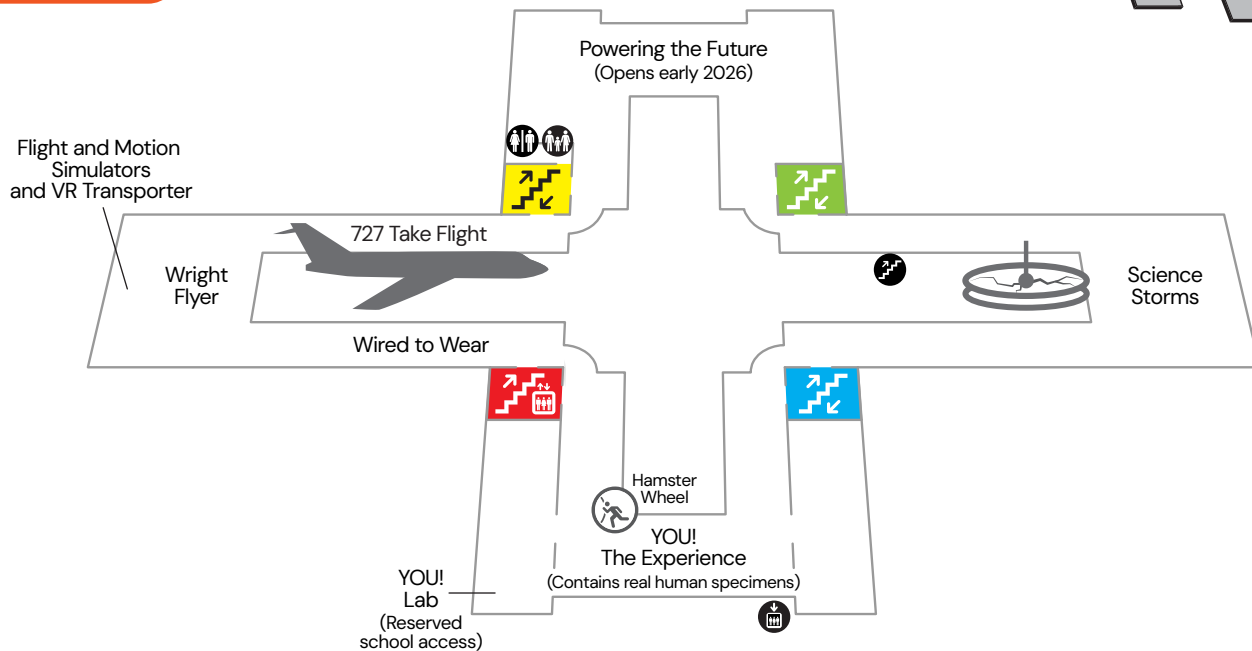 Powering the Future
(Opens early 2026)
Flight and Motion
Simulators
and VR Transporter
727 Take Flight
Wright
Flyer
Science
Storms
Wired to Wear
Hamster
Wheel
YOU!
The Experience
(Contains real human specimens)
YOU!
Lab
(Reserved
school access)